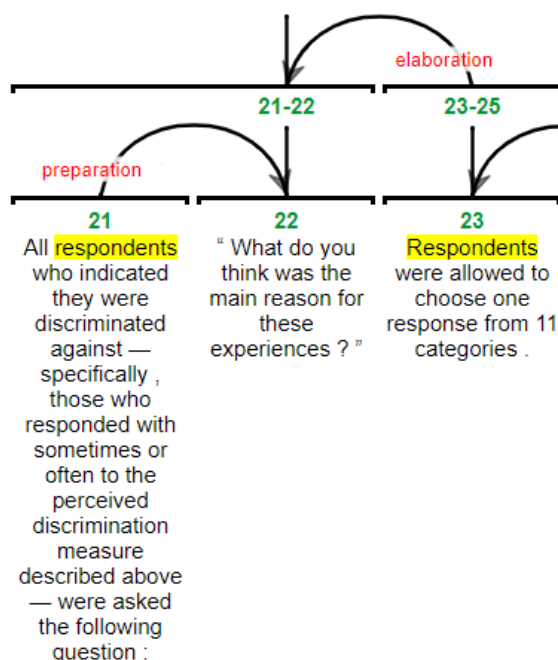 elaboration
21-22
23-25
preparation
21
All respondents
who indicated
they were
discriminated
against —
specifically ,
those who
responded with
sometimes or
often to the
perceived
discrimination
measure
described above
— were asked
the following
question :
22
“ What do you
think was the
main reason for
these
experiences ? ”
23
Respondents
were allowed to
choose one
response from 11
categories .